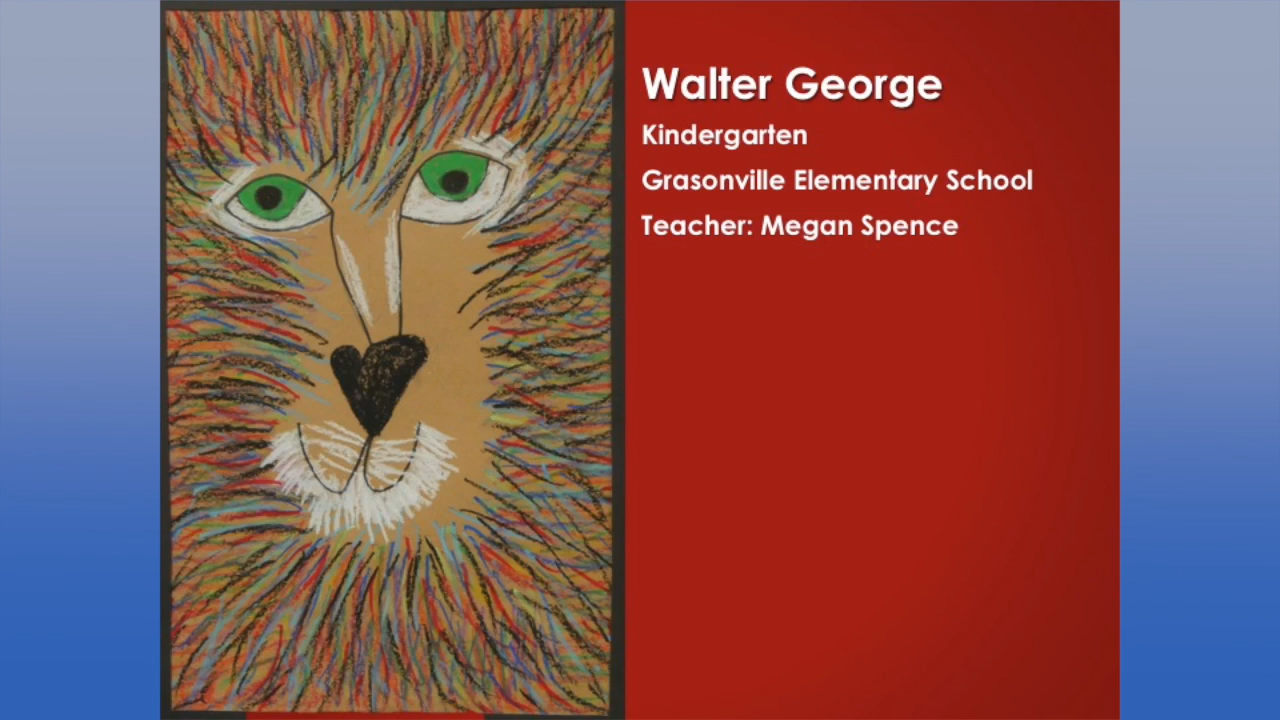 Walter George
Kindergarten
Grasonville Elementary School
Teacher: Megan Spence